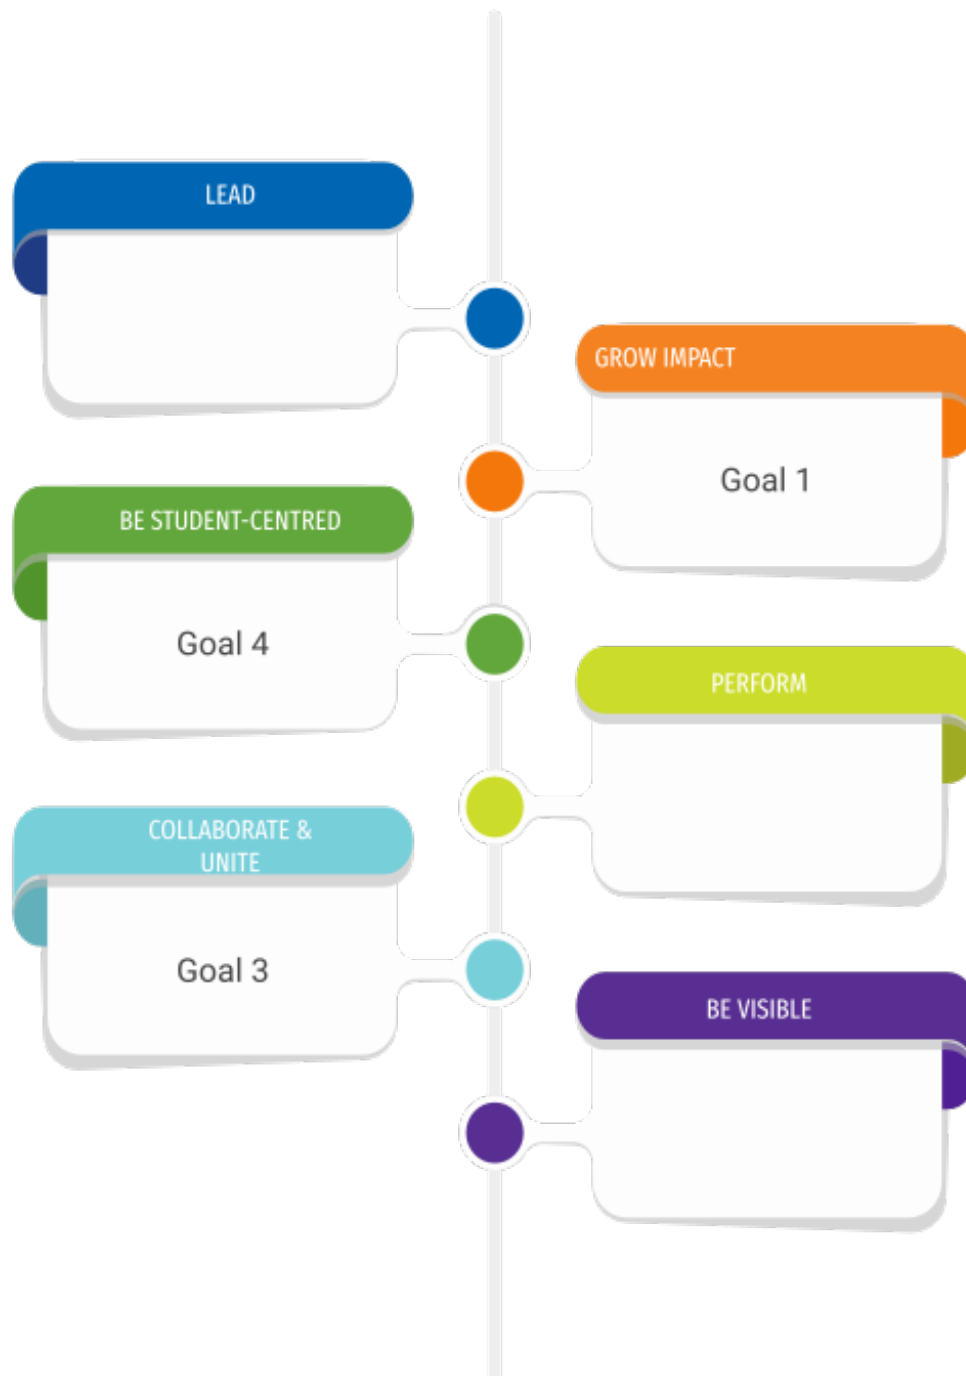 LEAD
GROW IMPACT
Goal 1
BE STUDENT-CENTRED
Goal 4
PERFORM
COLLABORATE &
UNITE
Goal 3
BE VISIBLE